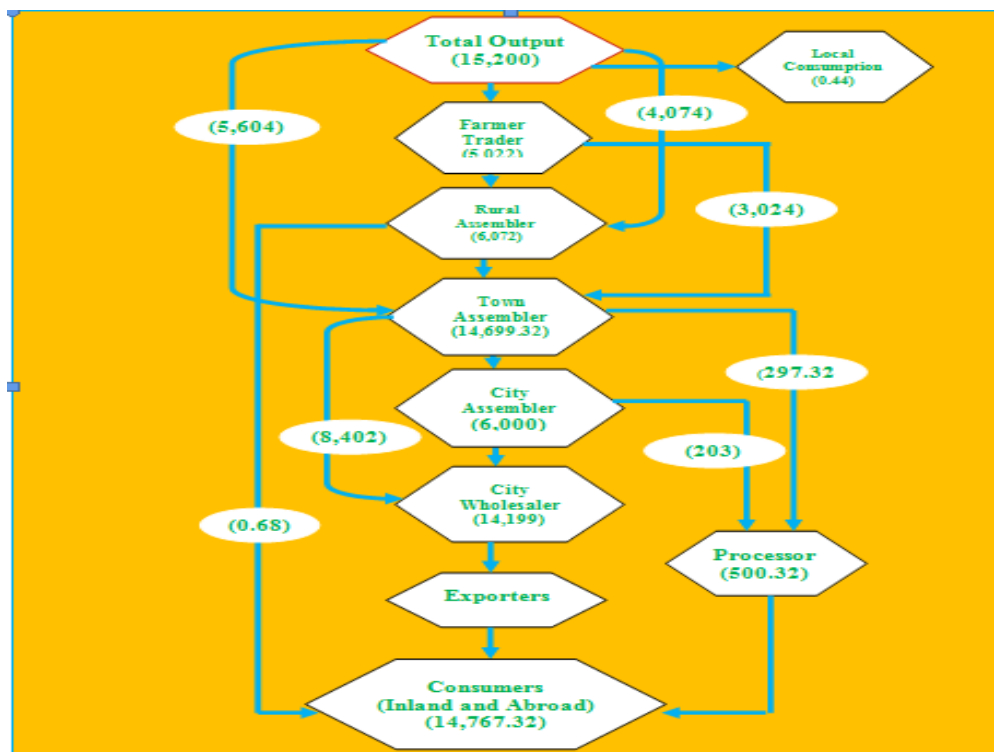 Total Output
(15,200)
Local
Consumption
(0.44)
(5,604)
(4,074)
Farmer
Trader
(5,022)
(3,024)
Rural
Assembler
(6,072)
Town
Assembler
(14,699.32)
(297.32
City
Assembler
(6,000)
(8,402)
(203)
City
Wholesaler
(14,199)
(0.68)
Processor
(500.32)
Exporters
Consumers
(Inland and Abroad)
(14,767.32)